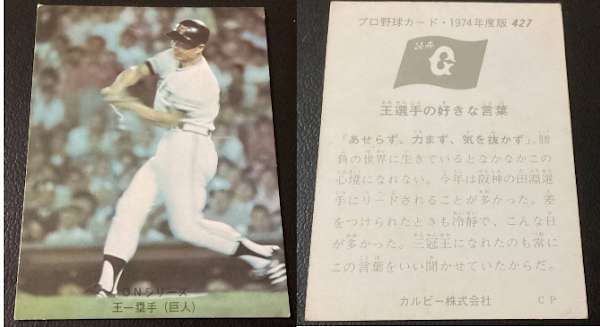 ONシリーズ
王一塁手(巨人)
プロ野球カード・1974年度版 427
G
王選手の好きな言葉
『あせらず、力まず、気を抜かず』。勝
負の世界に生きているとなかなかこの
心境になれない。今年は阪神の田淵選
手にリードされることが多かった。差
をつけられたときも冷静で、こんな日
が多かった。三冠王になれたのも常に
この言葉をいい聞かせていたからだ。
カルビー株式会社 CP